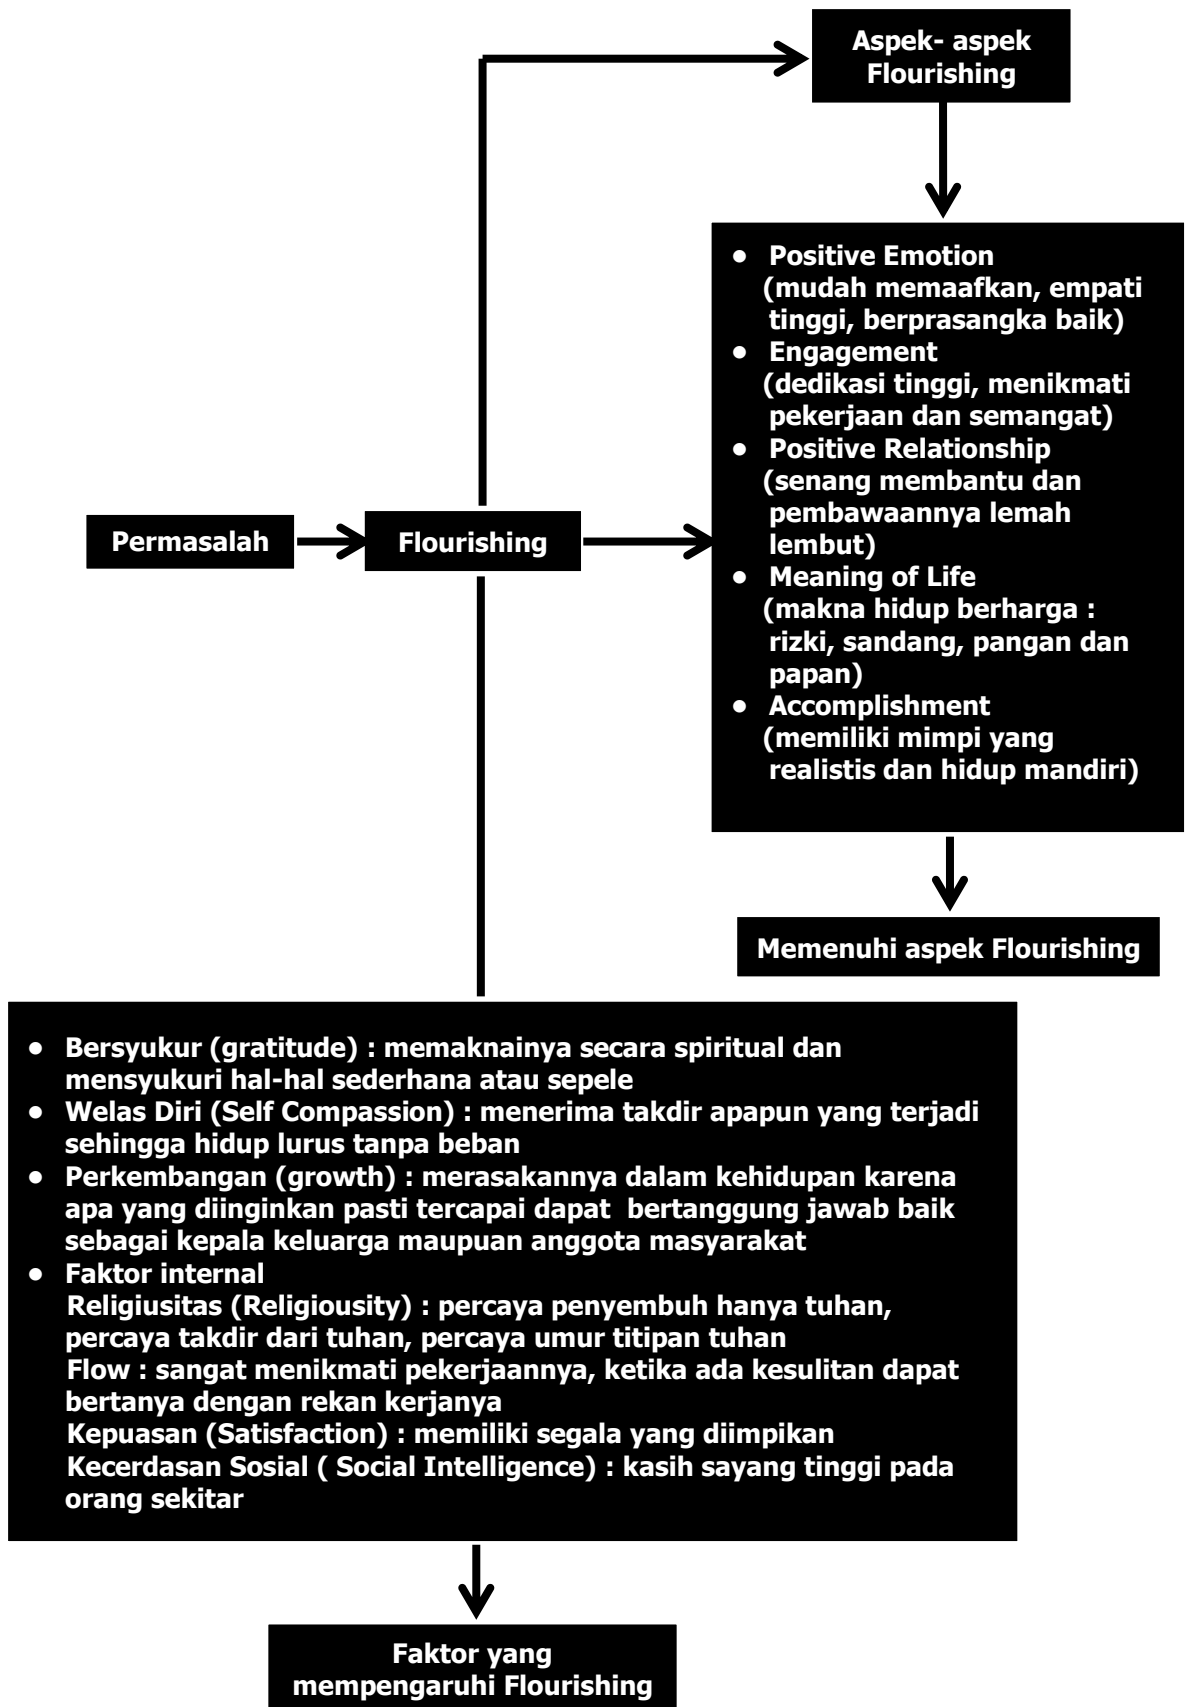 Aspek- aspek
Flourishing
● Positive Emotion
(mudah memaafkan, empati
tinggi, berprasangka baik)
● Engagement
(dedikasi tinggi, menikmati
pekerjaan dan semangat)
● Positive Relationship
(senang membantu dan
pembawaannya lemah
lembut)
● Meaning of Life
(makna hidup berharga :
rizki, sandang, pangan dan
papan)
● Accomplishment
(memiliki mimpi yang
realistis dan hidup mandiri)
Permasalah
Flourishing
Memenuhi aspek Flourishing
● Bersyukur (gratitude) : memaknainya secara spiritual dan
mensyukuri hal-hal sederhana atau sepele
● Welas Diri (Self Compassion) : menerima takdir apapun yang terjadi
sehingga hidup lurus tanpa beban
● Perkembangan (growth) : merasakannya dalam kehidupan karena
apa yang diinginkan pasti tercapai dapat  bertanggung jawab baik
sebagai kepala keluarga maupuan anggota masyarakat
● Faktor internal
Religiusitas (Religiousity) : percaya penyembuh hanya tuhan,
percaya takdir dari tuhan, percaya umur titipan tuhan
Flow : sangat menikmati pekerjaannya, ketika ada kesulitan dapat
bertanya dengan rekan kerjanya
Kepuasan (Satisfaction) : memiliki segala yang diimpikan
Kecerdasan Sosial ( Social Intelligence) : kasih sayang tinggi pada
orang sekitar
Faktor yang
mempengaruhi Flourishing